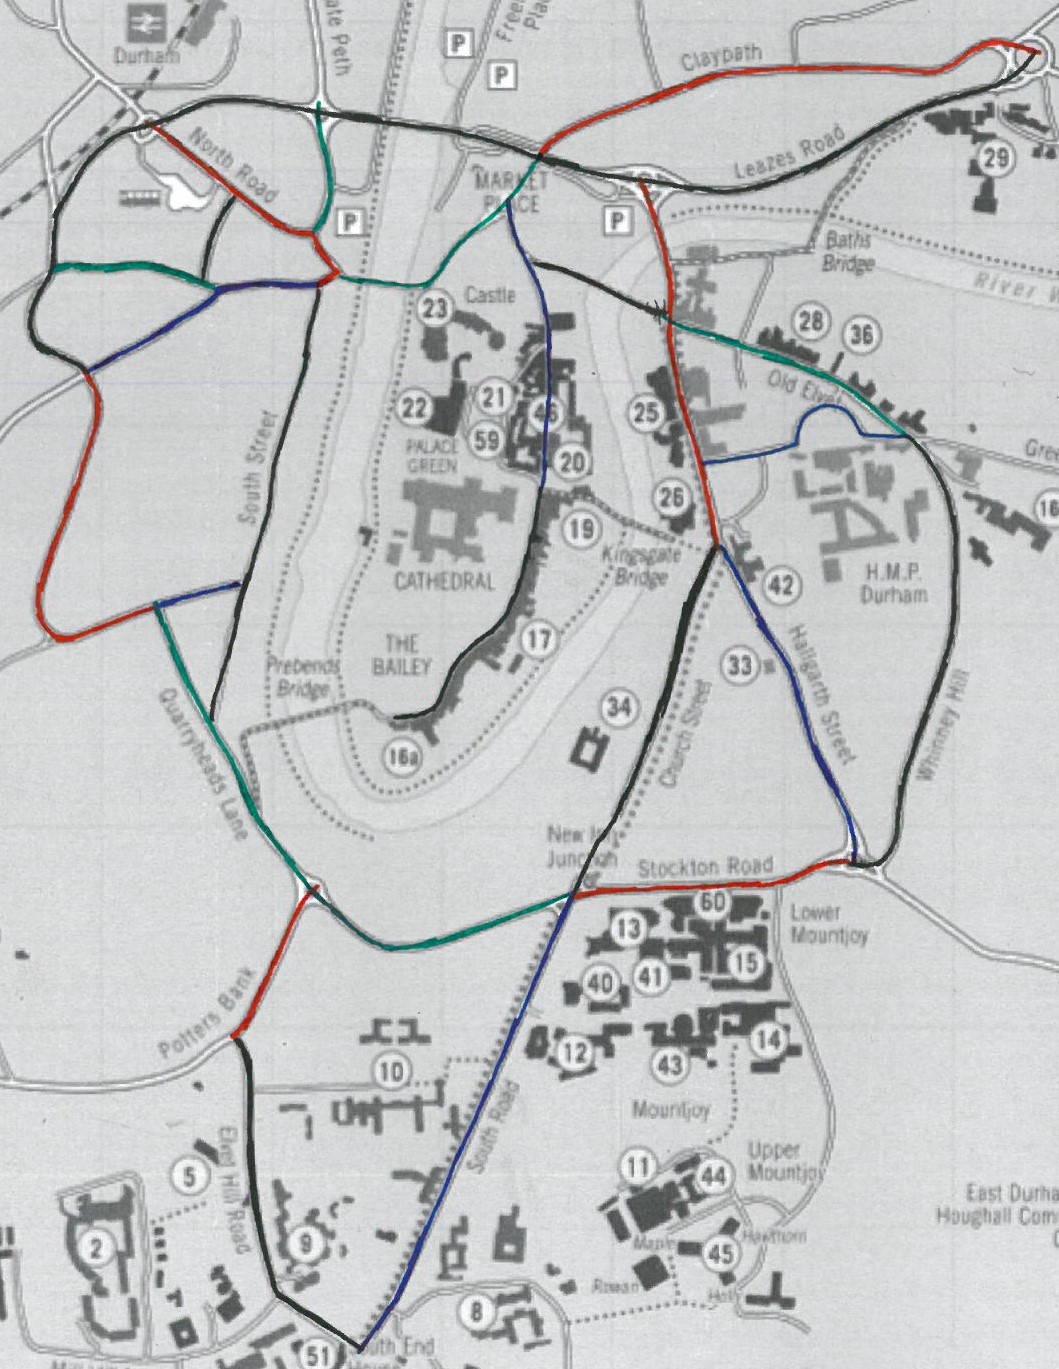 Durham
ate Peth
P
P
Claypath
North Road
Leazes Road
29
MARKET
PLACE
P
P
Baths
Bridge
River W
Castle
23
28
36
Old Elvet
22
21
46
25
59
20
PALACE
GREEN
Gree
South Street
26
19
Kingsgate
Bridge
CATHEDRAL
42
H.M.P.
Durham
THE
BAILEY
17
Prebends
Bridge
33
Hallgarth Street
34
Church Street
Whinney Hill
16a
Quarryheads Lane
New Inn
Junction
Stockton Road
60
13
Lower
Mountjoy
15
40
41
Potters Bank
12
43
14
10
Mountjoy
South Road
5
Elvet Hill Road
11
44
Upper
Mountjoy
2
9
Maple
45
Hawthorn
East Durha
Houghall Com
Rowan
8
51
South End
House